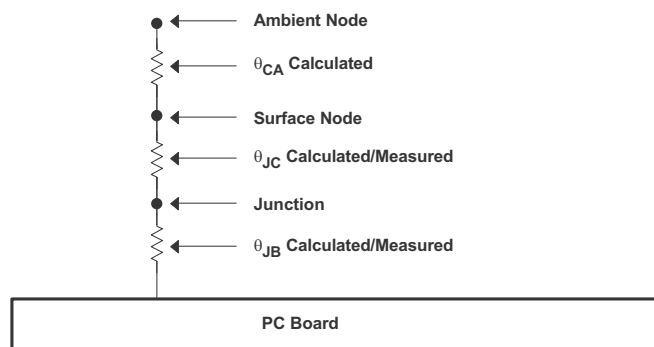 Ambient Node
θCA Calculated
Surface Node
θJC Calculated/Measured
Junction
θJB Calculated/Measured
PC Board